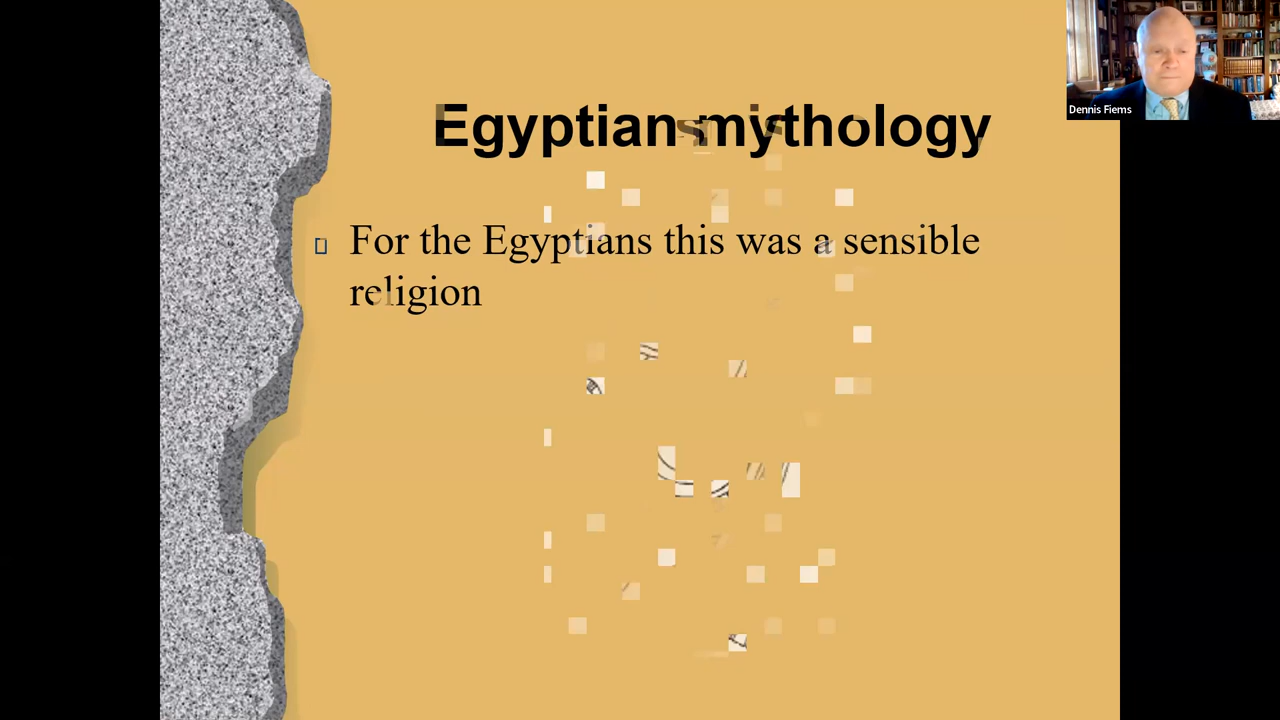 Egyptian mythology
For the Egyptians this was a sensible
religion
Dennis Fiems